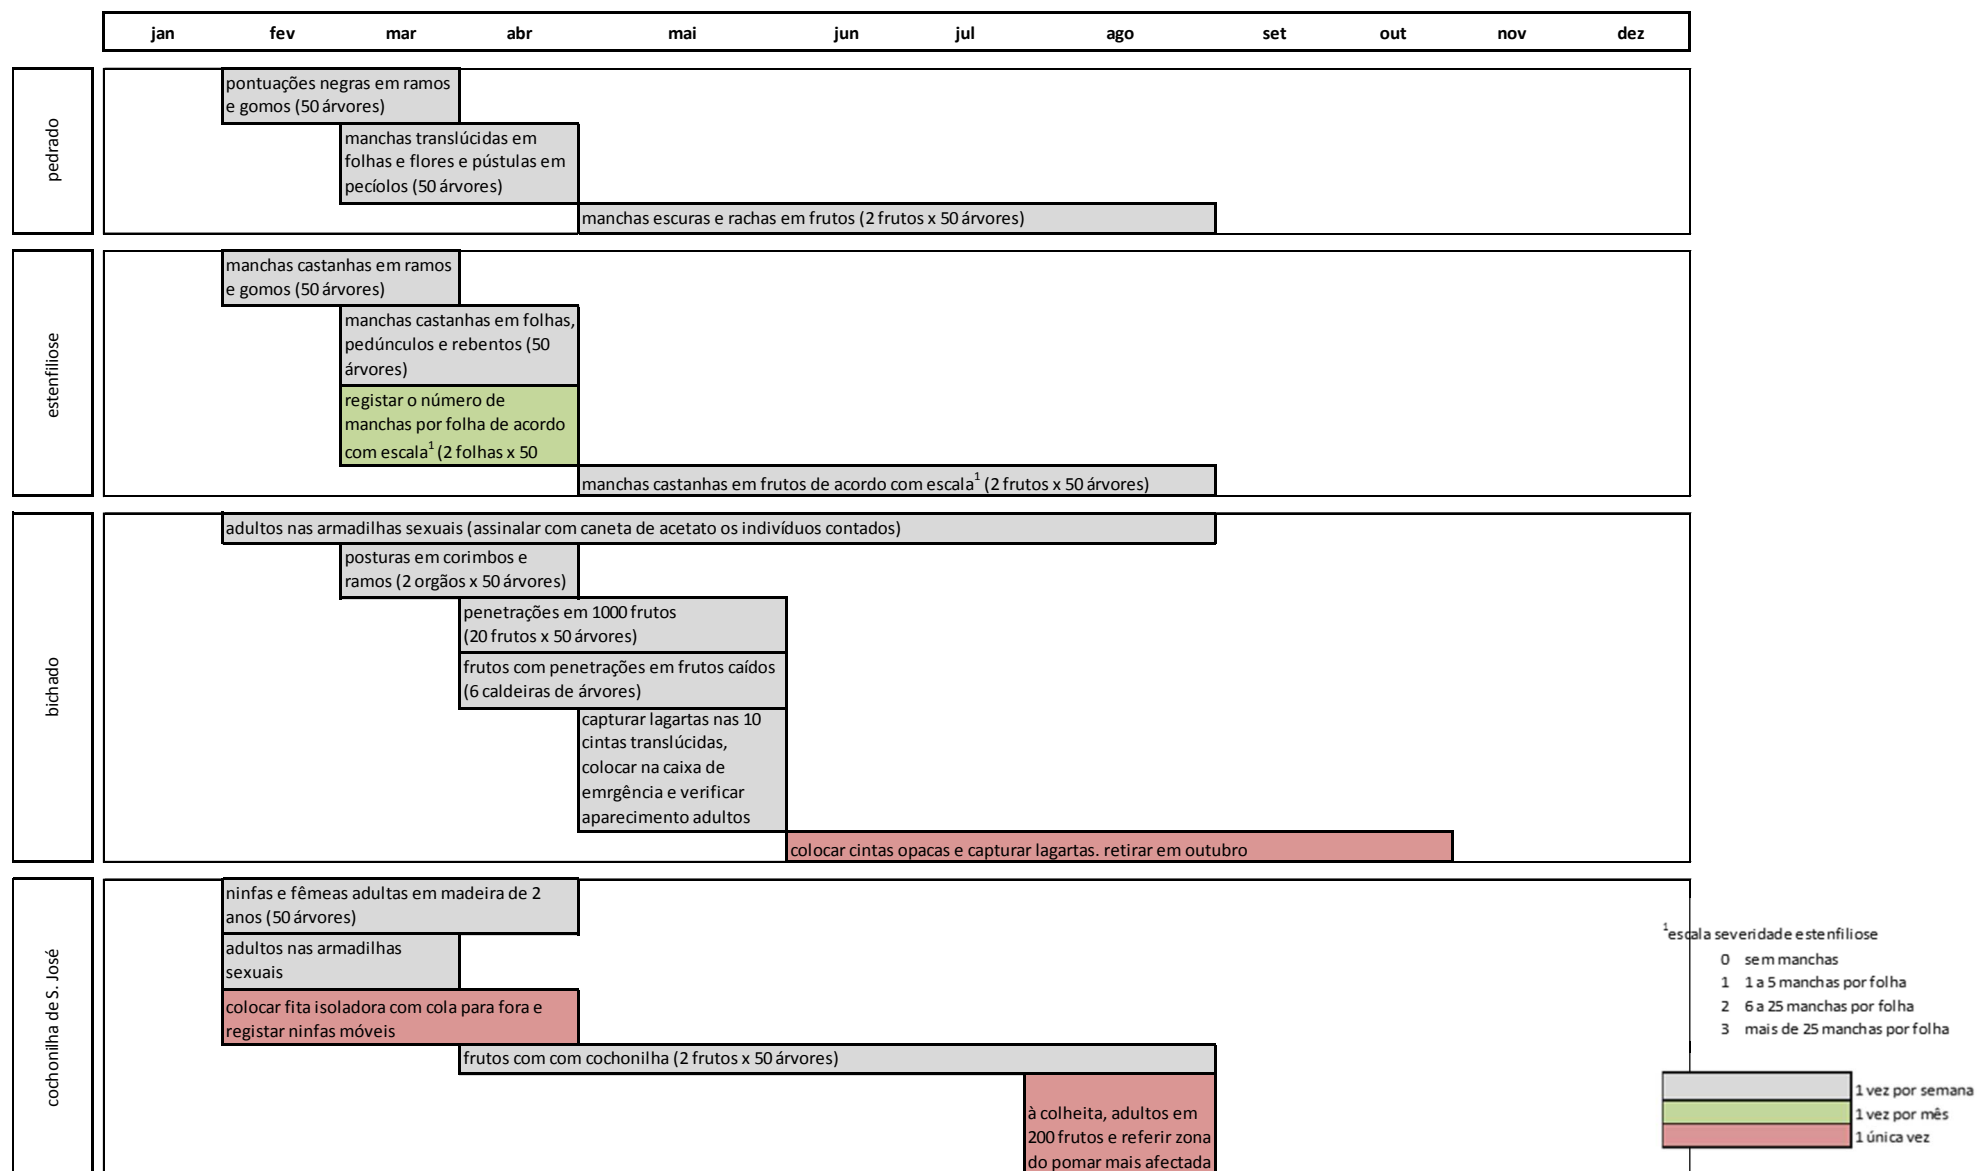 jan fev mar abr mai jun jul ago set out nov dez
pedrado
pontuações negras em ramos
e gomos (50 árvores)
manchas translúcidas em
folhas e flores e pústulas em
pecíolos (50 árvores)
manchas escuras e rachas em frutos (2 frutos x 50 árvores)
estenfiliose
manchas castanhas em ramos
e gomos (50 árvores)
manchas castanhas em folhas,
pedúnculos e rebentos (50
árvores)
registar o número de
manchas por folha de acordo
com escala¹ (2 folhas x 50
manchas castanhas em frutos de acordo com escala¹ (2 frutos x 50 árvores)
bichado
adultos nas armadilhas sexuais (assinalar com caneta de acetato os indivíduos contados)
posturas em corimbos e
ramos (2 orgãos x 50 árvores)
penetrações em 1000 frutos
(20 frutos x 50 árvores)
frutos com penetrações em frutos caídos
(6 caldeiras de árvores)
capturar lagartas nas 10
cintas translúcidas,
colocar na caixa de
emrgência e verificar
aparecimento adultos
colocar cintas opacas e capturar lagartas. retirar em outubro
cochonilha de S. José
ninfas e fêmeas adultas em madeira de 2
anos (50 árvores)
adultos nas armadilhas
sexuais
colocar fita isoladora com cola para fora e
registar ninfas móveis
frutos com com cochonilha (2 frutos x 50 árvores)
à colheita, adultos em
200 frutos e referir zona
do pomar mais afectada
¹escala severidade estenfiliose
0 sem manchas
1 1 a 5 manchas por folha
2 6 a 25 manchas por folha
3 mais de 25 manchas por folha
1 vez por semana
1 vez por mês
1 única vez